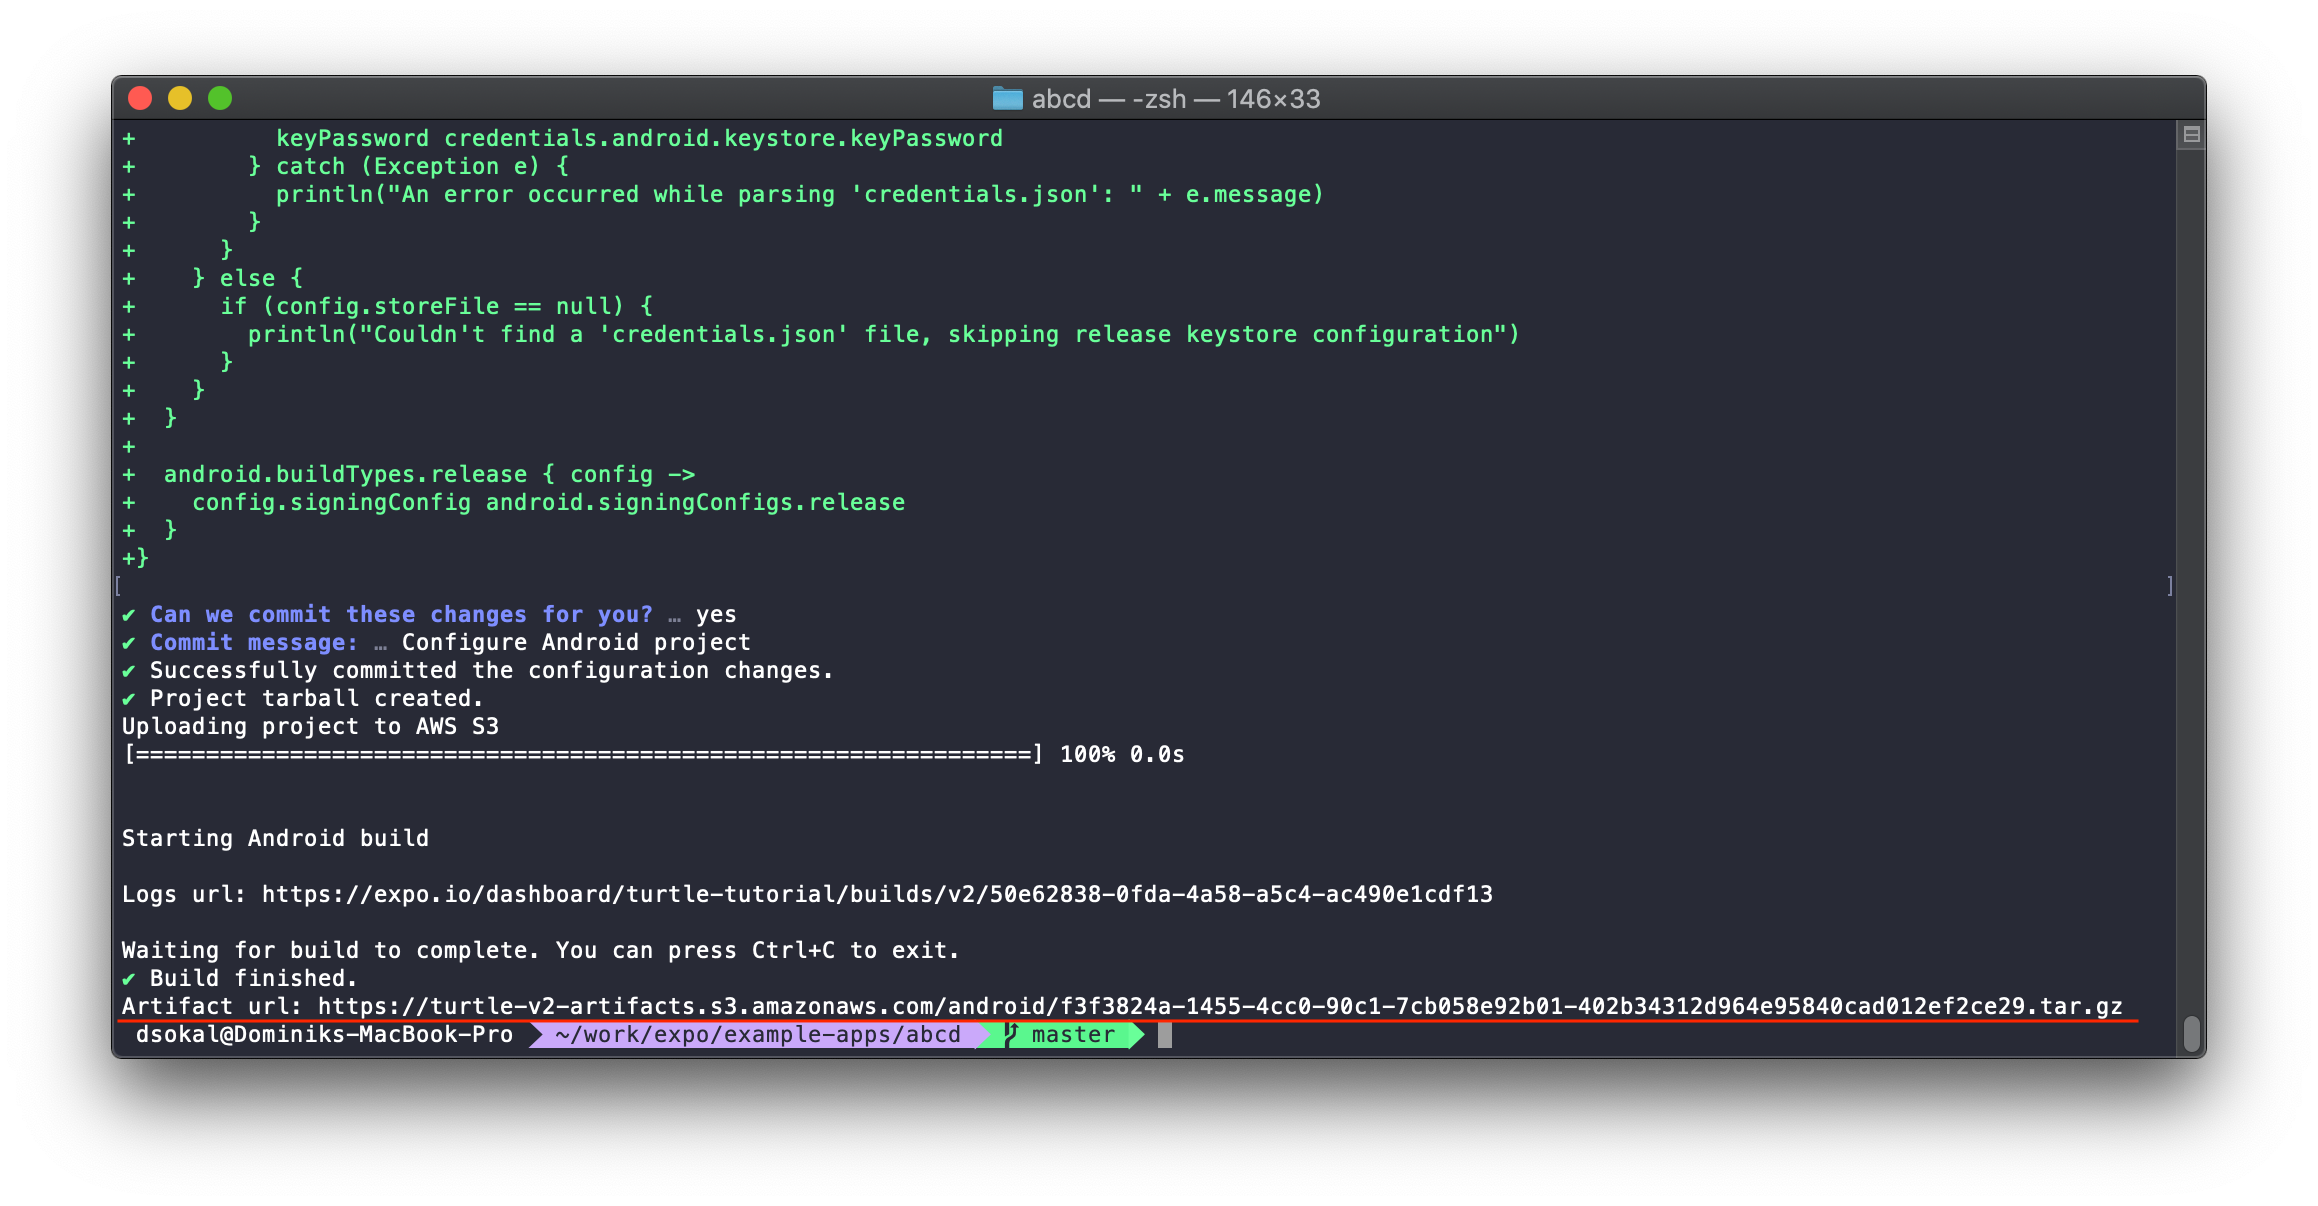 abcd — -zsh — 146×33
+          keyPassword credentials.android.keystore.keyPassword
+        } catch (Exception e) {
+          println("An error occurred while parsing 'credentials.json': " + e.message)
+        }
+      }
+    } else {
+      if (config.storeFile == null) {
+        println("Couldn't find a 'credentials.json' file, skipping release keystore configuration")
+      }
+    }
+  }
+
+  android.buildTypes.release { config ->
+    config.signingConfig android.signingConfigs.release
+  }
+}
[ ]
✔ Can we commit these changes for you? … yes
✔ Commit message: … Configure Android project
✔ Successfully committed the configuration changes.
✔ Project tarball created.
Uploading project to AWS S3
[================================================================] 100% 0.0s
Starting Android build
Logs url: https://expo.io/dashboard/turtle-tutorial/builds/v2/50e62838-0fda-4a58-a5c4-ac490e1cdf13
Waiting for build to complete. You can press Ctrl+C to exit.
✔ Build finished.
Artifact url: https://turtle-v2-artifacts.s3.amazonaws.com/android/f3f3824a-1455-4cc0-90c1-7cb058e92b01-402b34312d964e95840cad012ef2ce29.tar.gz
dsokal@Dominiks-MacBook-Pro ~/work/expo/example-apps/abcd master